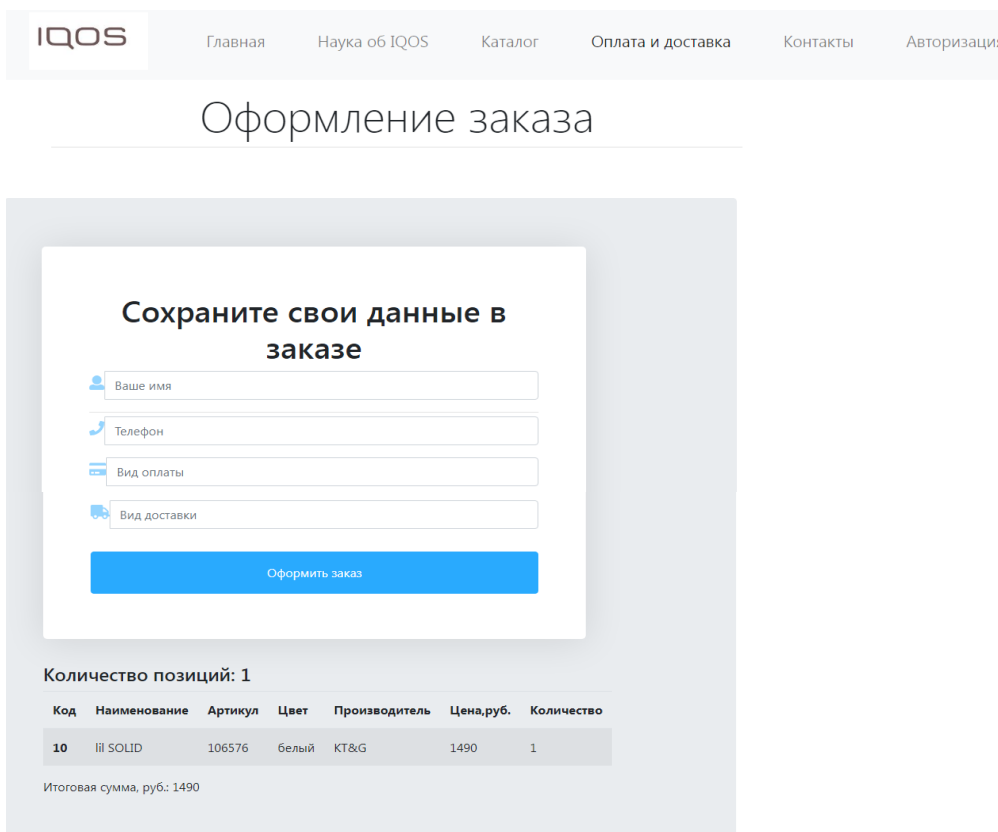 IQOS
Главная Наука об IQOS Каталог Оплата и доставка Контакты Авторизация
Оформление заказа
Сохраните свои данные в
заказе
Ваше имя
Телефон
Вид оплаты
Вид доставки
Оформить заказ
Количество позиций: 1
Код Наименование Артикул Цвет Производитель Цена,руб. Количество
10 lil SOLID 106576 белый KT&G 1490 1
Итоговая сумма, руб.: 1490